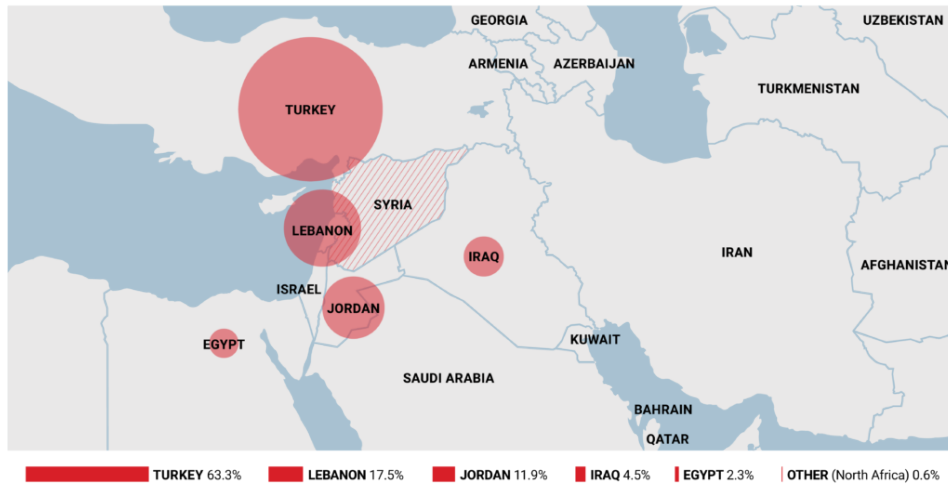 GEORGIA
UZBEKISTAN
ARMENIA
AZERBAIJAN
TURKMENISTAN
TURKEY
SYRIA
LEBANON
IRAQ
IRAN
AFGHANISTAN
ISRAEL
JORDAN
EGYPT
KUWAIT
SAUDI ARABIA
BAHRAIN
QATAR
TURKEY 63.3% LEBANON 17.5% JORDAN 11.9% IRAQ 4.5% EGYPT 2.3% OTHER (North Africa) 0.6%